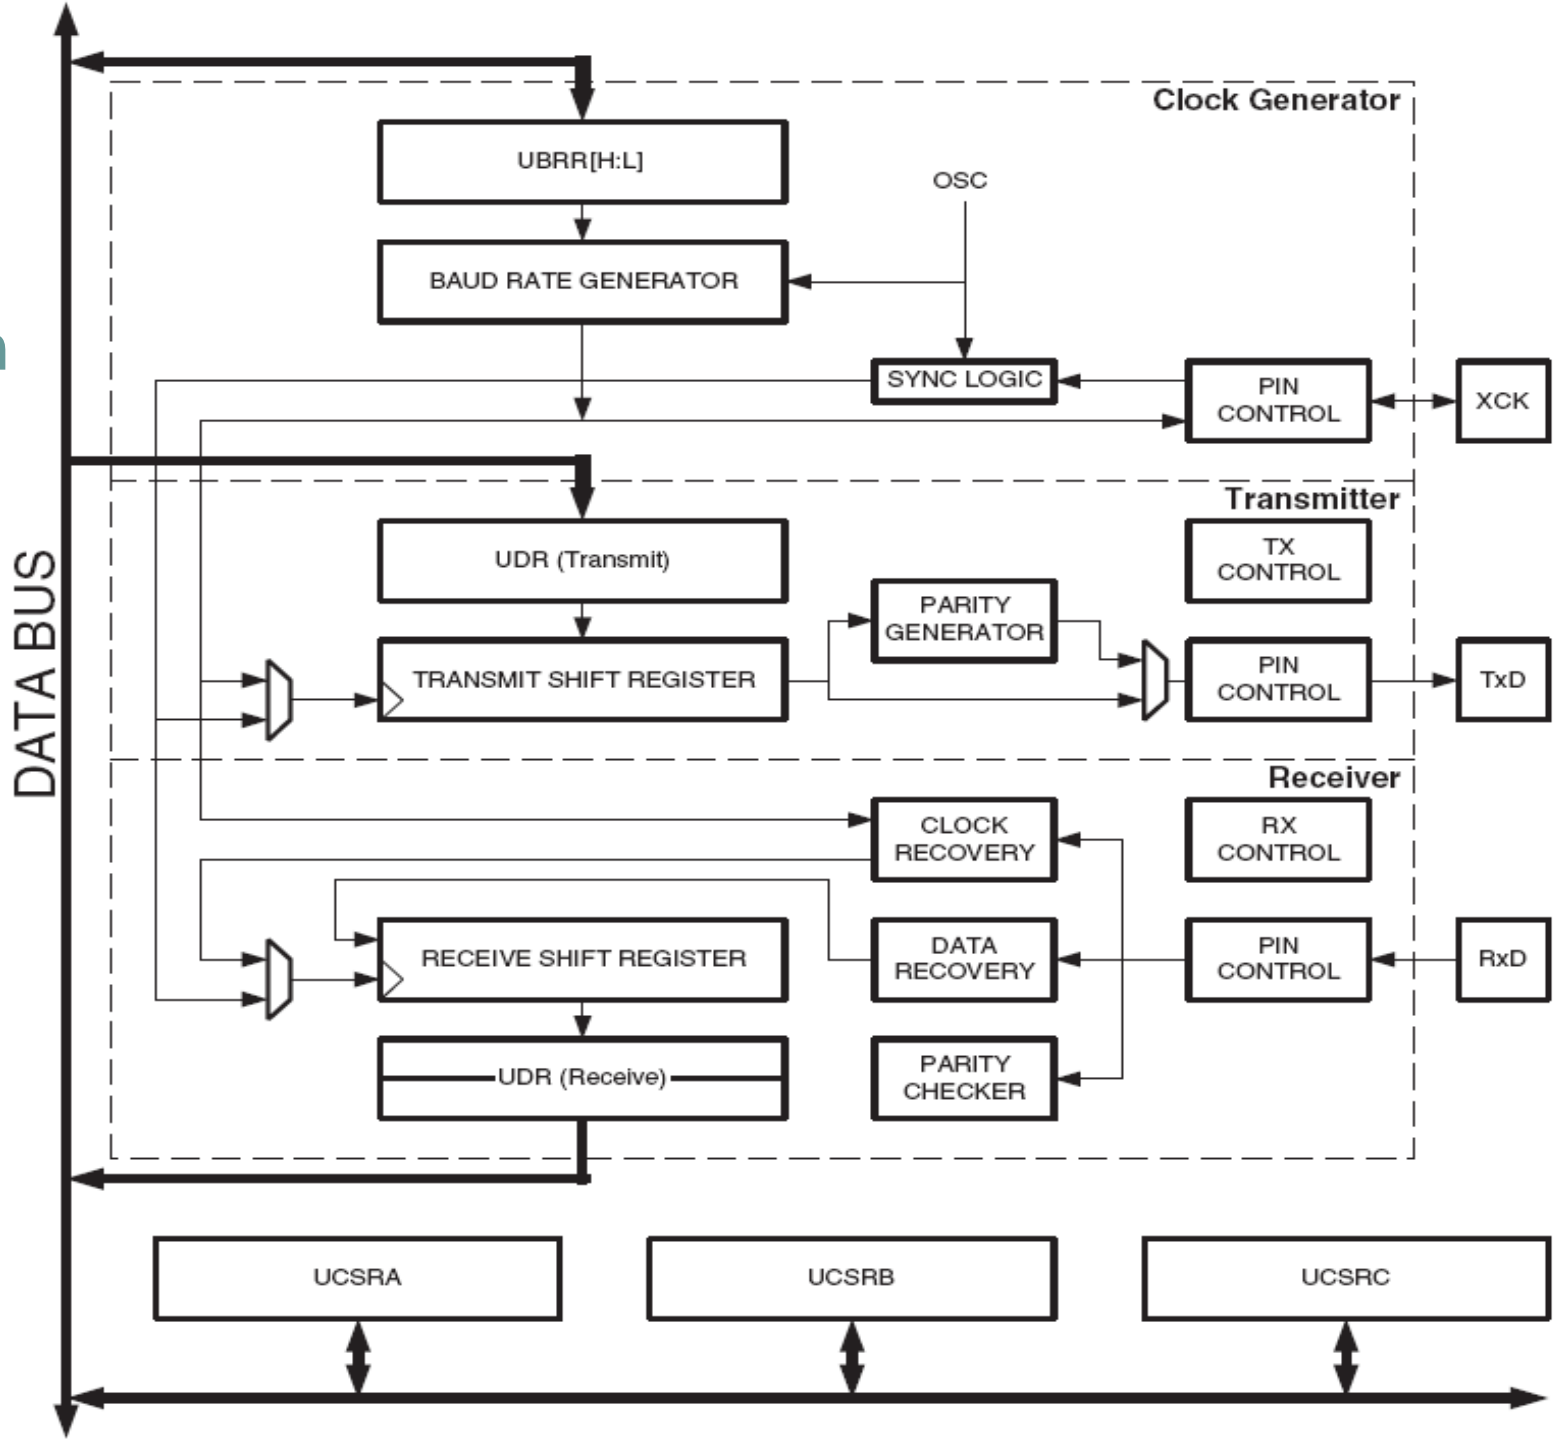 Clock Generator
UBRR[H:L]
OSC
BAUD RATE GENERATOR
SYNC LOGIC
PIN
CONTROL
XCK
n
DATA BUS
Transmitter
UDR (Transmit)
TX
CONTROL
PARITY
GENERATOR
TRANSMIT SHIFT REGISTER
PIN
CONTROL
TxD
Receiver
CLOCK
RECOVERY
RX
CONTROL
RECEIVE SHIFT REGISTER
DATA
RECOVERY
PIN
CONTROL
RxD
UDR (Receive)
PARITY
CHECKER
UCSRA
UCSRB
UCSRC